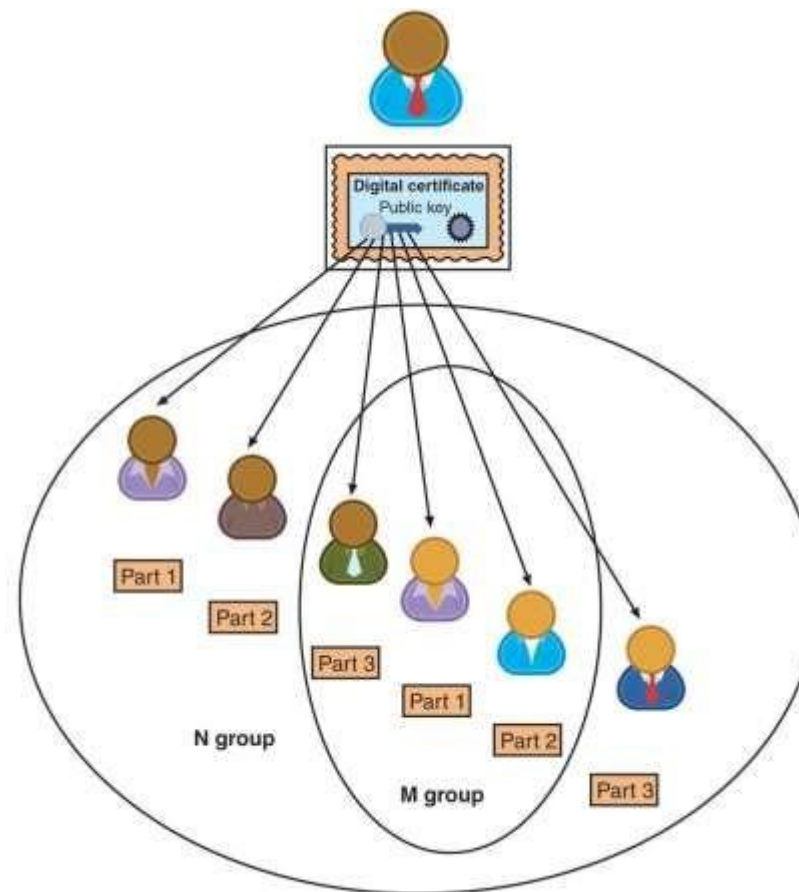 Digital certificate
Public key
Part 1
Part 2
Part 3
Part 1
Part 2
Part 3
N group
M group